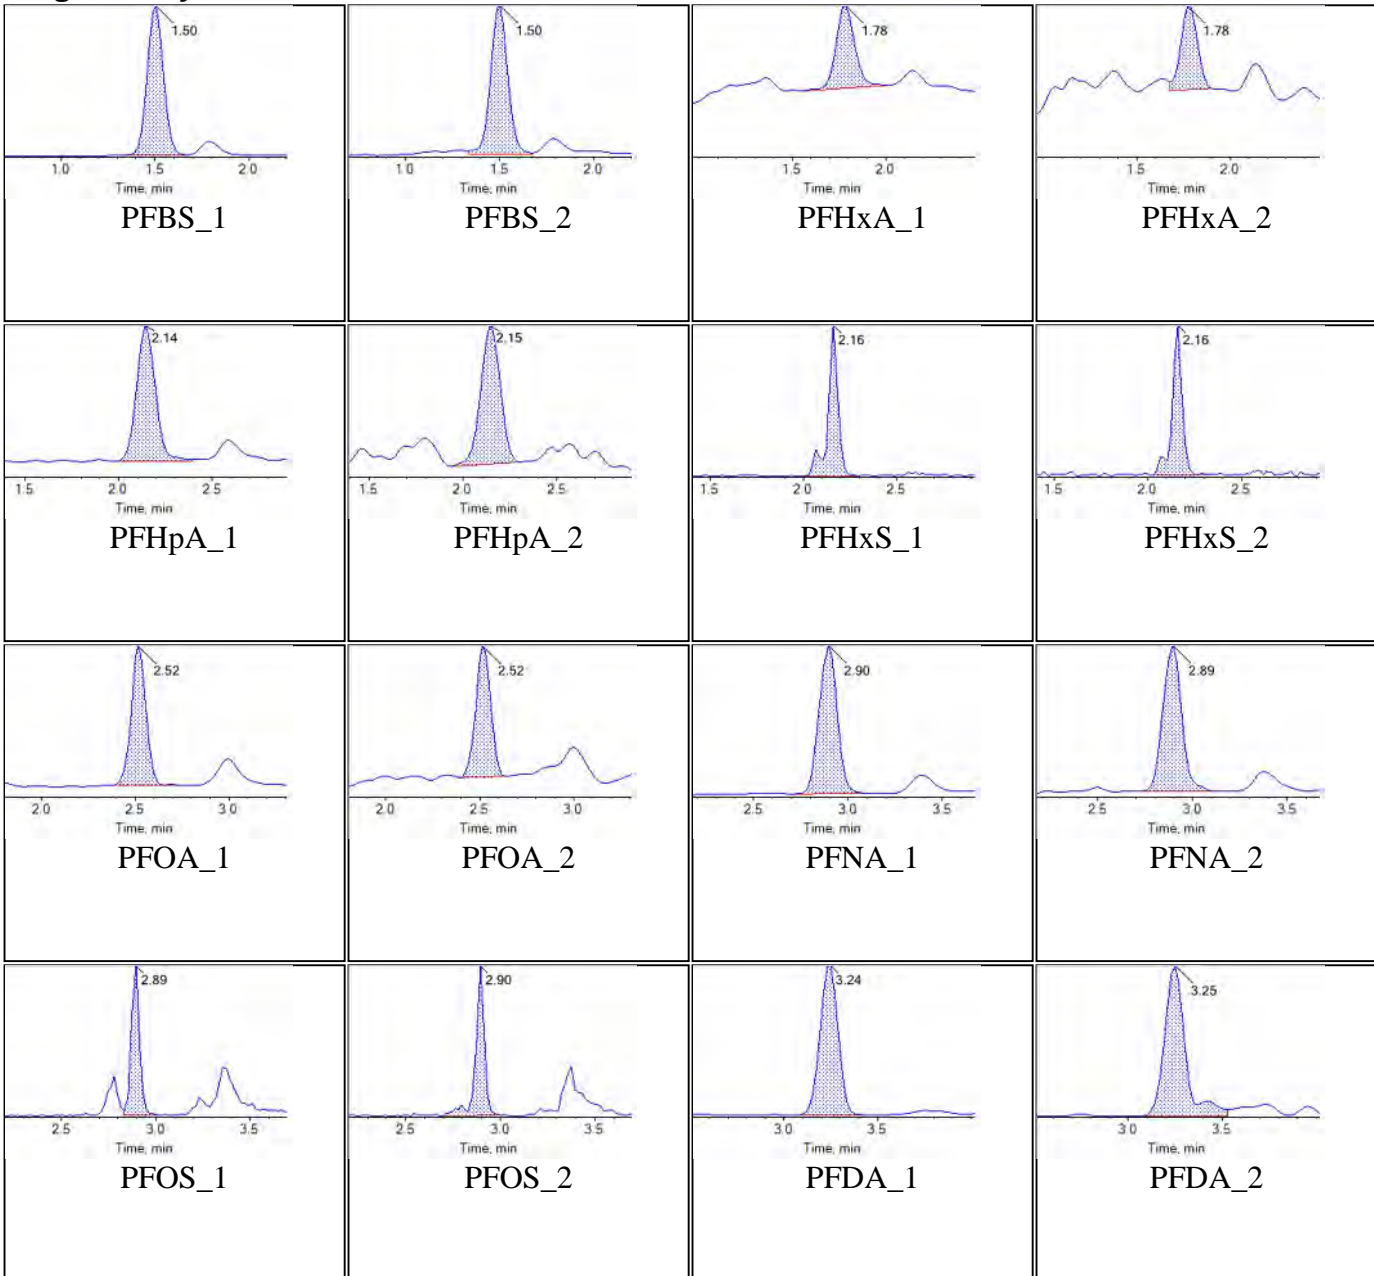 1.50 1.50 1.78 1.78
1.0 1.5 2.0 1.0 1.5 2.0 1.5 2.0 1.5 2.0
Time, min Time, min Time, min Time, min
PFBS_1 PFBS_2 PFHxA_1 PFHxA_2
2.14 2.15 2.16 2.16
1.5 2.0 2.5 1.5 2.0 2.5 1.5 2.0 2.5 1.5 2.0 2.5
Time, min Time, min Time, min Time, min
PFHpA_1 PFHpA_2 PFHxS_1 PFHxS_2
2.52 2.52 2.90 2.89
2.0 2.5 3.0 2.0 2.5 3.0 2.5 3.0 3.5 2.5 3.0 3.5
Time, min Time, min Time, min Time, min
PFOA_1 PFOA_2 PFNA_1 PFNA_2
2.89 2.90 3.24 3.25
2.5 3.0 3.5 2.5 3.0 3.5 3.0 3.5 3.0 3.5
Time, min Time, min Time, min Time, min
PFOS_1 PFOS_2 PFDA_1 PFDA_2